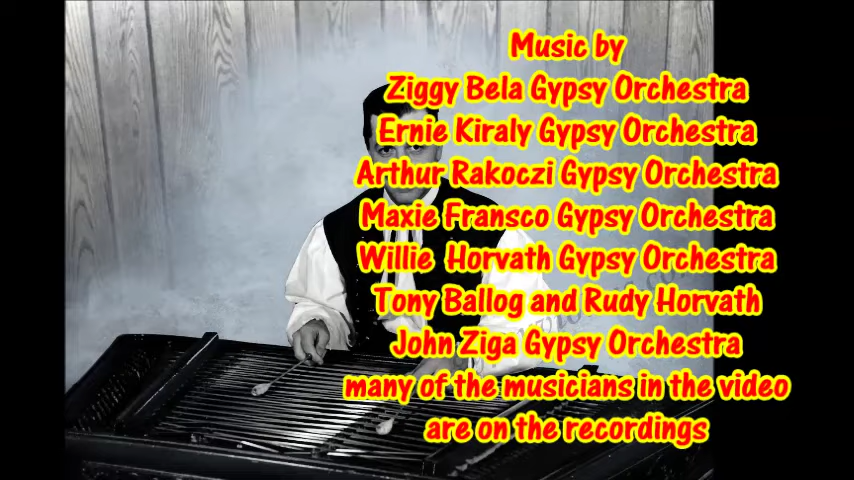 Music by
Ziggy Bela Gypsy Orchestra
Ernie Kiraly Gypsy Orchestra
Arthur Rakoczi Gypsy Orchestra
Maxie Fransco Gypsy Orchestra
Willie Horvath Gypsy Orchestra
Tony Ballog and Rudy Horvath
John Ziga Gypsy Orchestra
many of the musicians in the video
are on the recordings